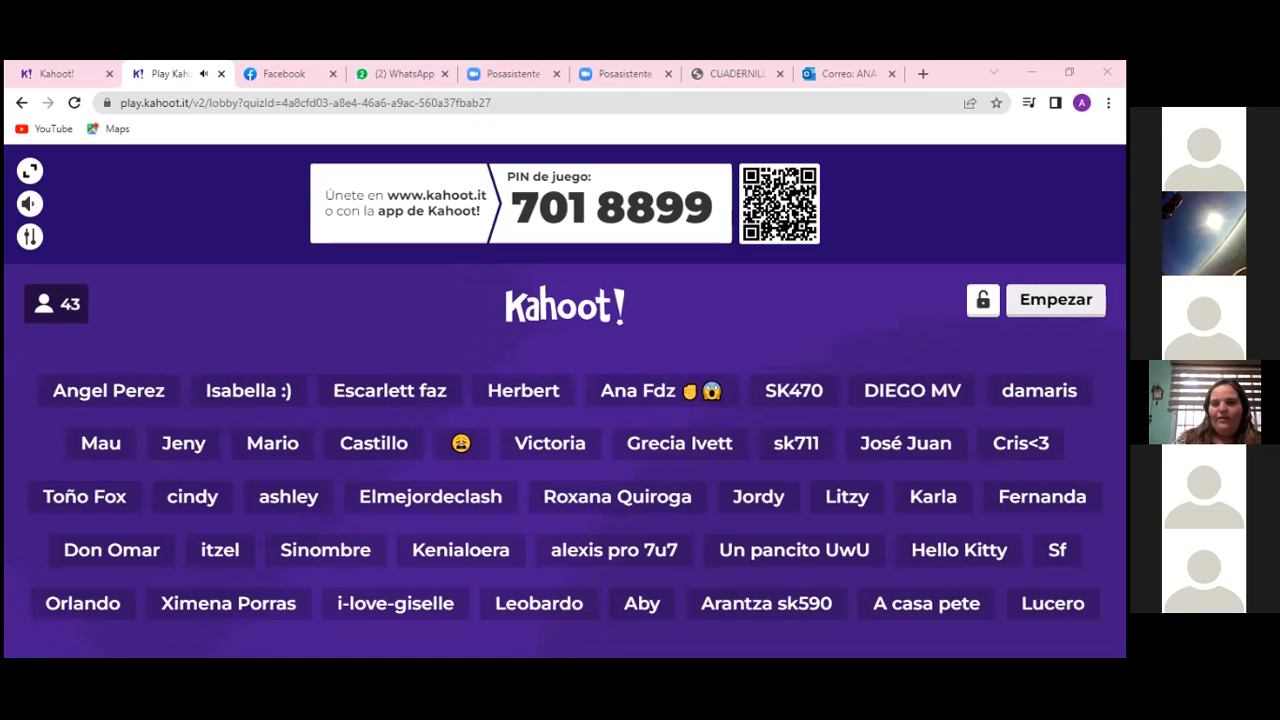 Kahoot!
Play Kah
Facebook
(2) WhatsApp
Posasistente
Posasistente
CUADERNILL
Correo: ANA
play.kahoot.it/v2/lobby?quizId=4a8cfd03-a8e4-46a6-a9ac-560a37fbab27
A
YouTube Maps
Únete en www.kahoot.it
o con la app de Kahoot!
PIN de juego:
701 8899
43
Kahoot!
Empezar
Angel Perez Isabella :) Escarlett faz Herbert Ana Fdz ✊😱 SK470 DIEGO MV damaris
Mau Jeny Mario Castillo 😩 Victoria Grecia Ivett sk711 José Juan Cris<3
Toño Fox cindy ashley Elmejordeclash Roxana Quiroga Jordy Litzy Karla Fernanda
Don Omar itzel Sinombre Kenialoera alexis pro 7u7 Un pancito UwU Hello Kitty Sf
Orlando Ximena Porras i-love-giselle Leobardo Aby Arantza sk590 A casa pete Lucero